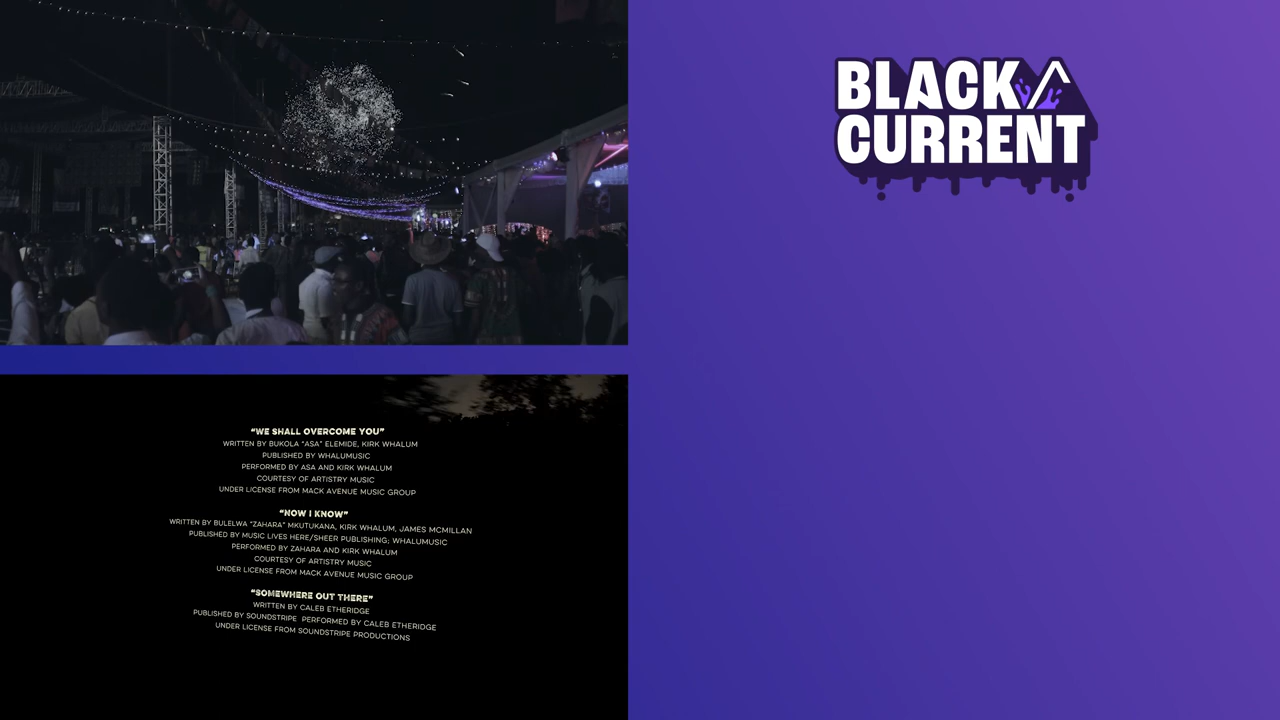 BLACK
CURRENT
“WE SHALL OVERCOME YOU”
WRITTEN BY BUKOLA “ASA” ELEMIDE, KIRK WHALUM
PUBLISHED BY WHALUMUSIC
PERFORMED BY ASA AND KIRK WHALUM
COURTESY OF ARTISTRY MUSIC
UNDER LICENSE FROM MACK AVENUE MUSIC GROUP
“NOW I KNOW”
WRITTEN BY BULELWA “ZAHARA” MKUTUKANA, KIRK WHALUM, JAMES MCMILLAN
PUBLISHED BY MUSIC LIVES HERE/SHEER PUBLISHING; WHALUMUSIC
PERFORMED BY ZAHARA AND KIRK WHALUM
COURTESY OF ARTISTRY MUSIC
UNDER LICENSE FROM MACK AVENUE MUSIC GROUP
“SOMEWHERE OUT THERE”
WRITTEN BY CALEB ETHERIDGE
PUBLISHED BY SOUNDSTRIPE PERFORMED BY CALEB ETHERIDGE
UNDER LICENSE FROM SOUNDSTRIPE PRODUCTIONS